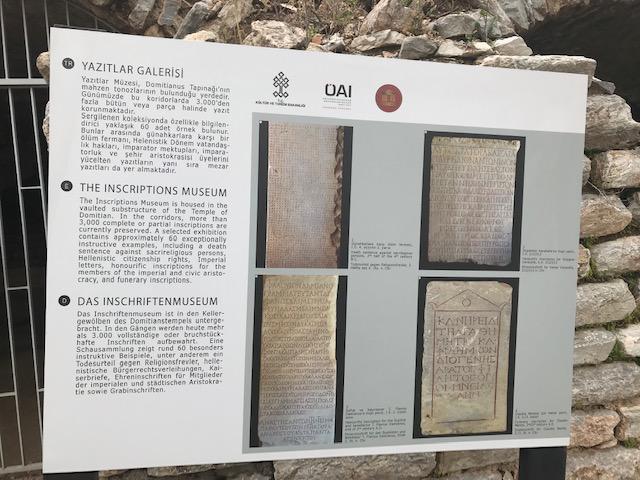 TR YAZITLAR GALERİSİ
Yazıtlar Müzesi, Domitianus Tapınağı'nın
mahzen tonozlarının bulunduğu yerdedir.
Günümüzde bu koridorlarda 3.000'den
fazla bütün veya parça halinde yazıt
korunmaktadır.
Sergilenen koleksiyonda özellikle bilgilen-
dirici yaklaşık 60 adet örnek bulunur.
Bunlar arasında günahkarlara karşı bir
ölüm fermanı, Helenistik Dönem vatandaş-
lık hakları, imparator mektupları, impara-
torluk ve şehir aristokrasisi üyelerini
yücelten yazıtların yanı sıra mezar
yazıtları da yer almaktadır.
E THE INSCRIPTIONS MUSEUM
The Inscriptions Museum is housed in the
vaulted substructure of the Temple of
Domitian. In the corridors, more than
3,000 complete or partial inscriptions are
currently preserved. A selected exhibition
contains approximately 60 exceptionally
instructive examples, including a death
sentence against sacrireligious persons,
Hellenistic citizenship rights, Imperial
letters, honourific inscriptions for the
members of the imperial and civic aristo-
cracy, and funerary inscriptions.
D DAS INSCHRIFTENMUSEUM
Das Inschriftenmuseum ist in den Keller-
gewölben des Domitianstempels unterge-
bracht. In den Gängen werden heute mehr
als 3.000 vollständige oder bruchstück-
hafte Inschriften aufbewahrt. Eine
Schausammlung zeigt rund 60 besonders
instruktive Beispiele, unter anderem ein
Todesurteil gegen Religionsfrevler, helle-
nistische Bürgerrechtsverleihungen, Kai-
serbriefe, Ehreninschriften für Mitglieder
der imperialen und städtischen Aristokra-
tie sowie Grabinschriften.
KÜLTÜR VE TURİZM BAKANLIĞI
ÖAI